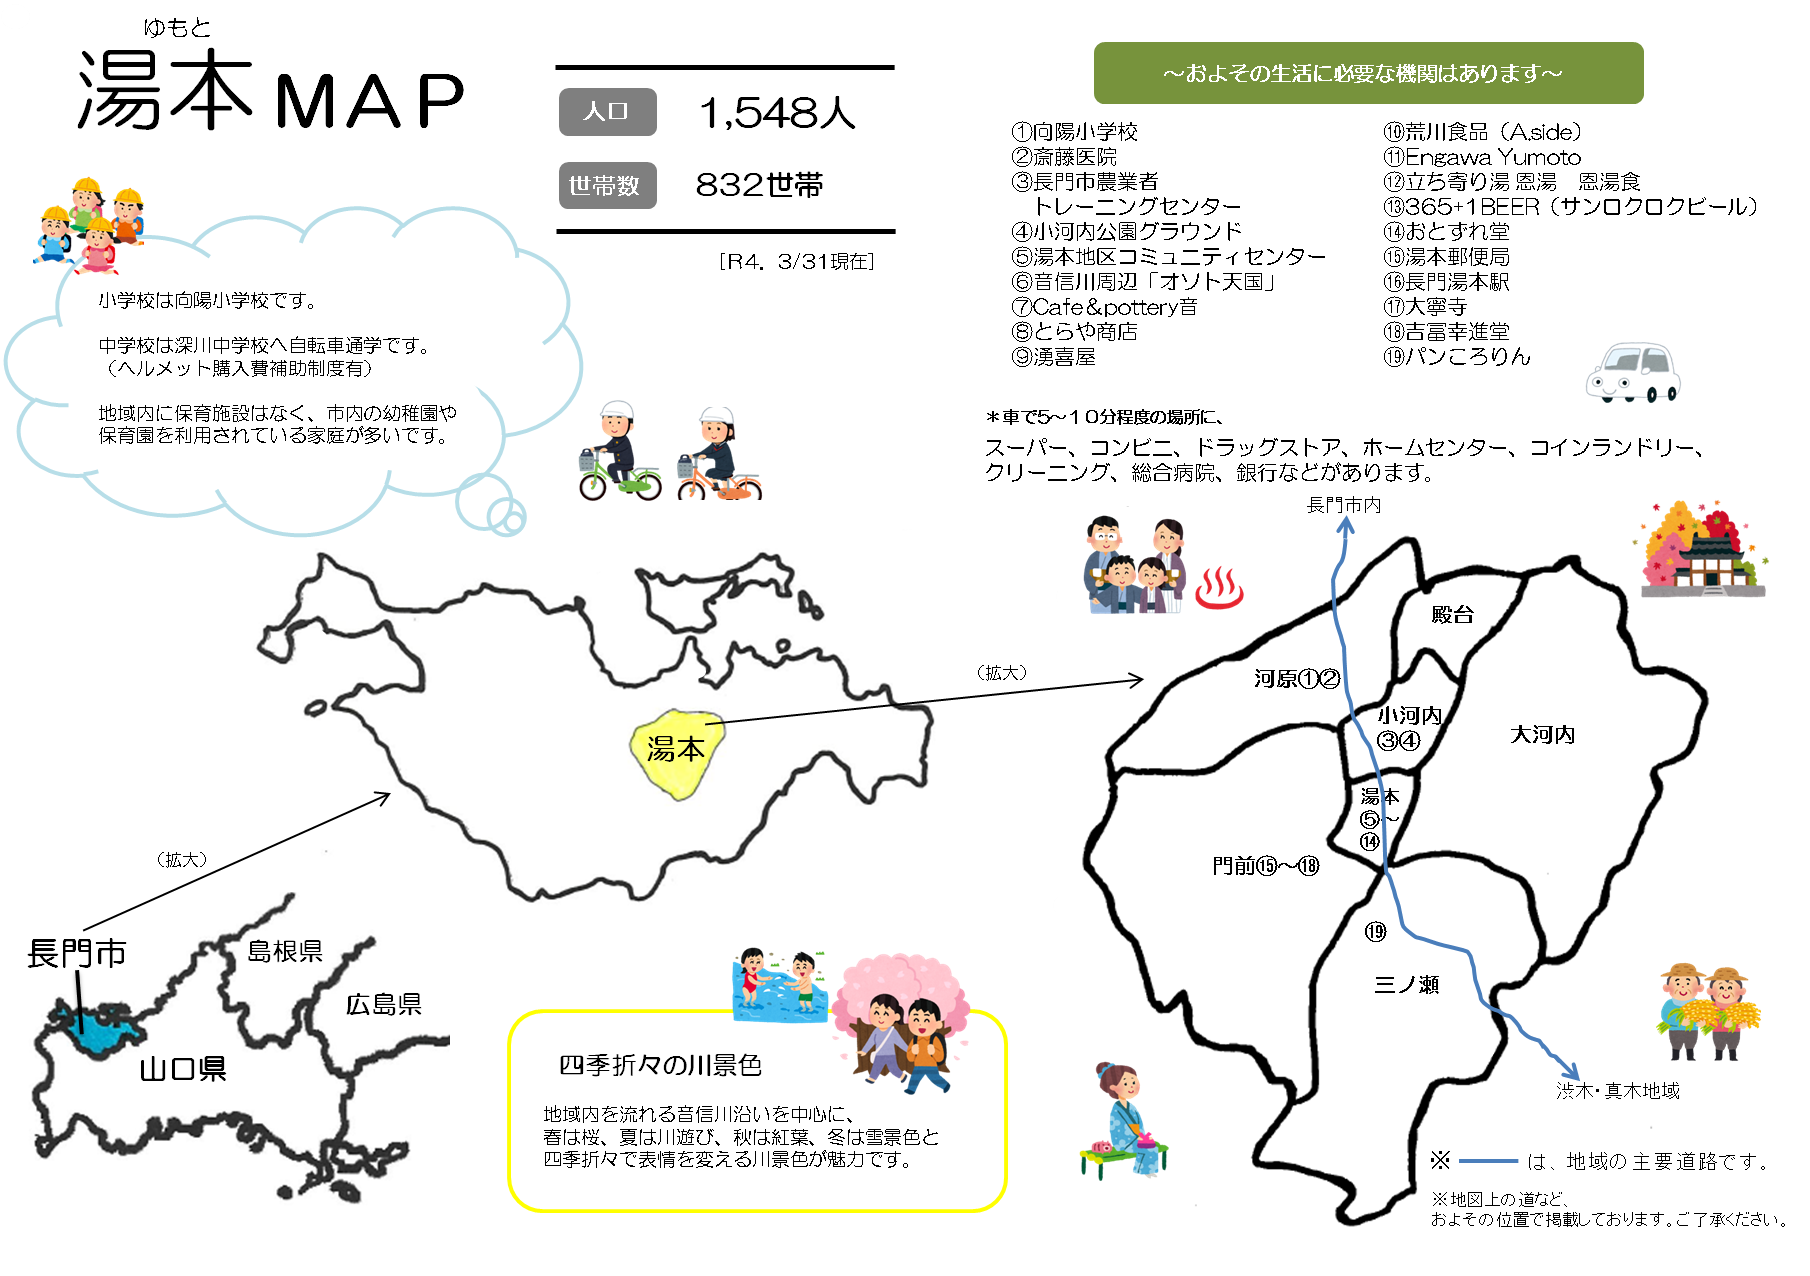 ゆもと
湯本 MAP
人口 1,548人
世帯数 832世帯
［R4．3/31現在］
小学校は向陽小学校です。
中学校は深川中学校へ自転車通学です。
（ヘルメット購入費補助制度有）
地域内に保育施設はなく、市内の幼稚園や
保育園を利用されている家庭が多いです。
～およその生活に必要な機関はあります～
①向陽小学校
②斎藤医院
③長門市農業者
トレーニングセンター
④小河内公園グラウンド
⑤湯本地区コミュニティセンター
⑥音信川周辺「オソト天国」
⑦Cafe＆pottery音
⑧とらや商店
⑨湧喜屋
⑩荒川食品（A.side）
⑪Engawa Yumoto
⑫立ち寄り湯 恩湯　恩湯食
⑬365+1BEER（サンロクロクビール）
⑭おとずれ堂
⑮湯本郵便局
⑯長門湯本駅
⑰大寧寺
⑱吉冨幸進堂
⑲パンころりん
＊車で5～10分程度の場所に、
スーパー、コンビニ、ドラッグストア、ホームセンター、コインランドリー、
クリーニング、総合病院、銀行などがあります。
長門市内
殿台
河原①②
小河内
③④
大河内
湯本
⑤～
⑭
門前⑮～⑱
⑲
三ノ瀬
渋木・真木地域
（拡大）
湯本
（拡大）
長門市
島根県
広島県
山口県
四季折々の川景色
地域内を流れる音信川沿いを中心に、
春は桜、夏は川遊び、秋は紅葉、冬は雪景色と
四季折々で表情を変える川景色が魅力です。
※ は、地域の主要道路です。
※地図上の道など、
およその位置で掲載しております。ご了承ください。